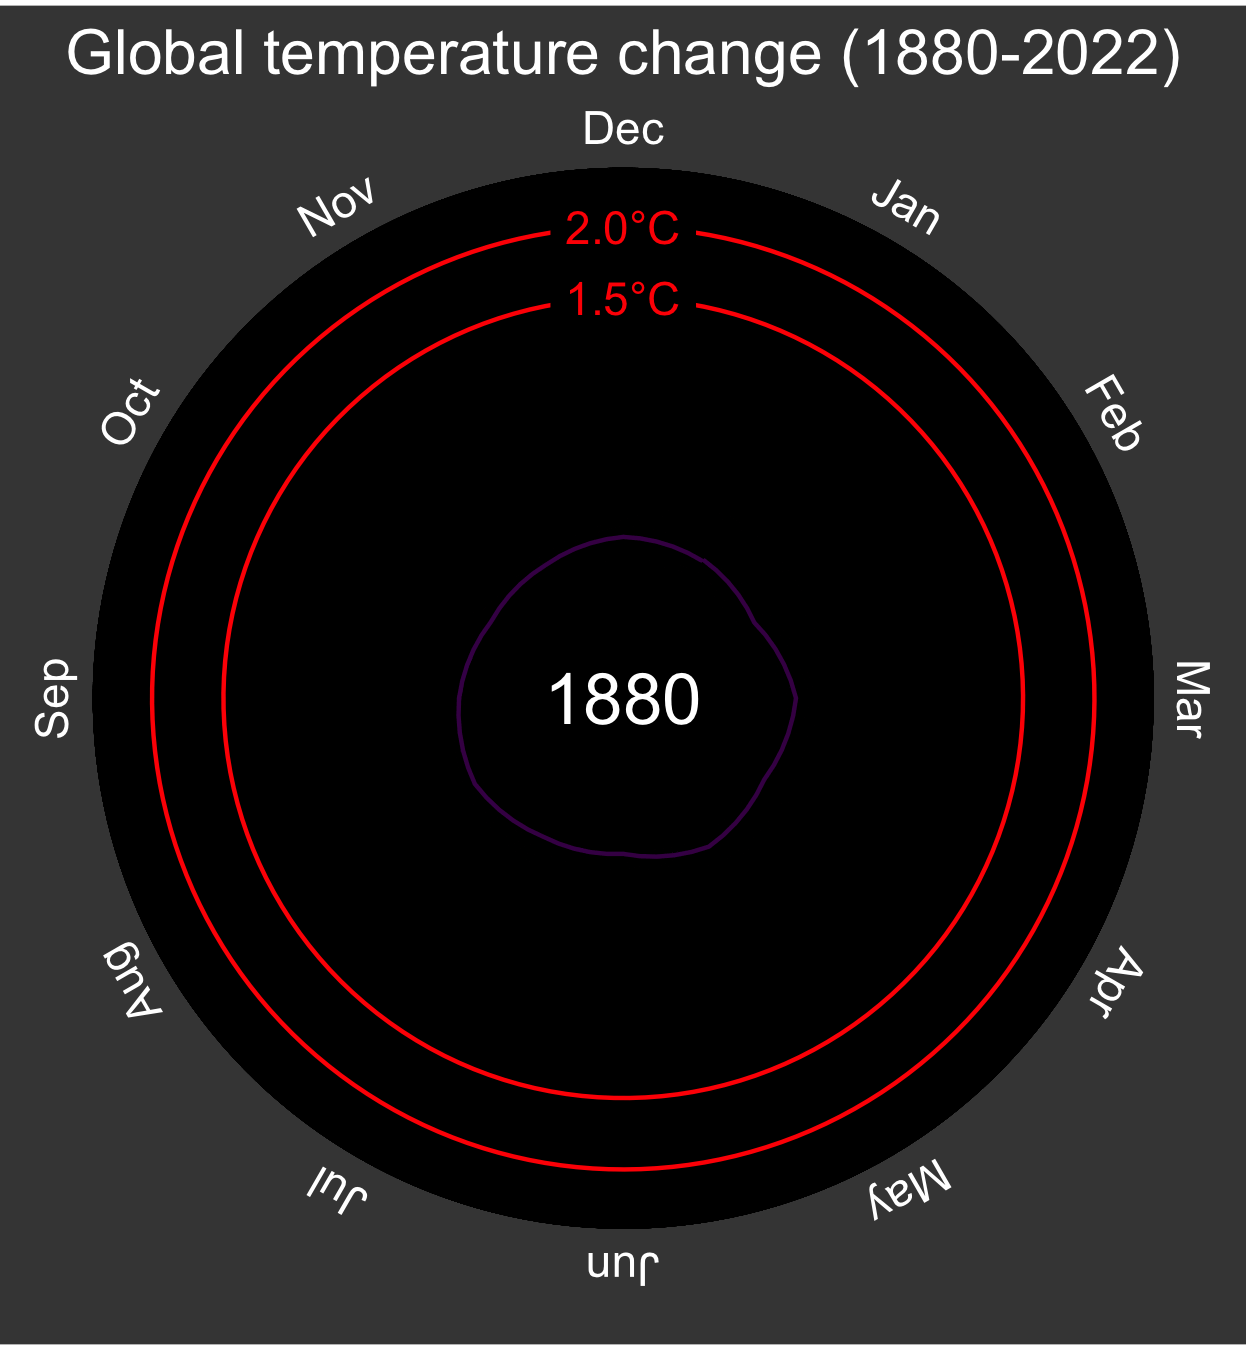 Global temperature change (1880-2022)
Dec
Nov
Jan
2.0°C
1.5°C
Oct
Feb
Sep
1880
Mar
Aug
Apr
Jul
May
Jun